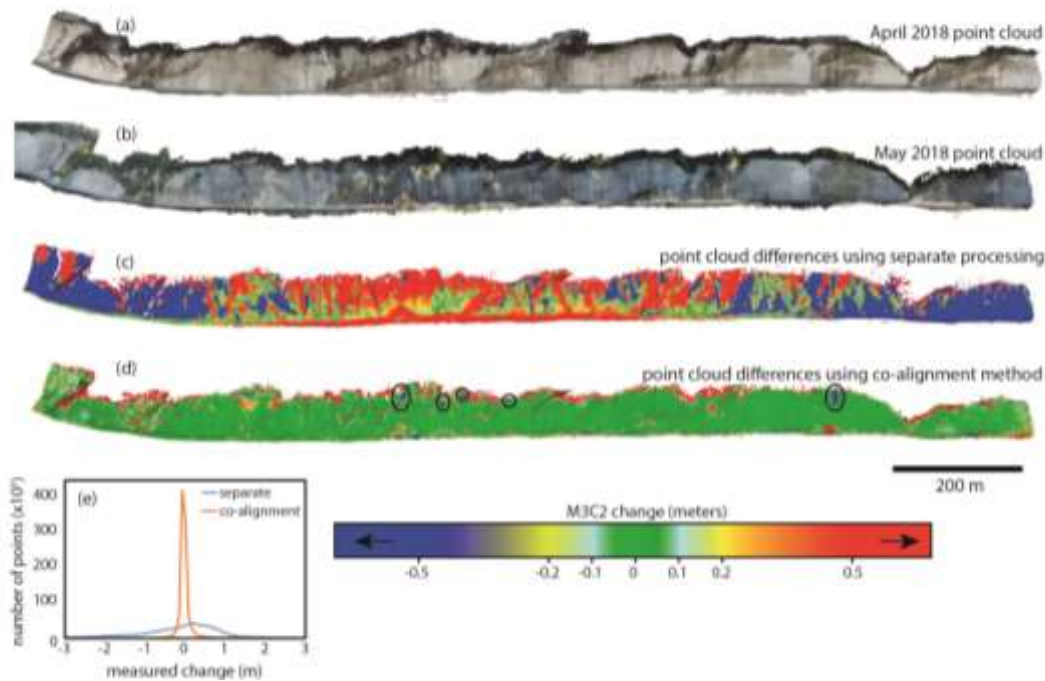 (a)
April 2018 point cloud
(b)
May 2018 point cloud
(c)
point cloud differences using separate processing
(d)
point cloud differences using co-alignment method
200 m
(e)
separate
co-alignment
number of points (x10³)
400
300
200
100
0
-3 -2 -1 0 1 2 3
measured change (m)
M3C2 change (meters)
-0.5 -0.2 -0.1 0 0.1 0.2 0.5